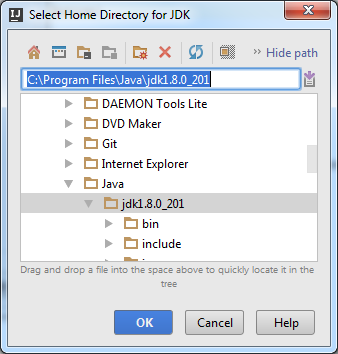 IJ Select Home Directory for JDK
Hide path
C:\Program Files\Java\jdk1.8.0_201
DAEMON Tools Lite
DVD Maker
Git
Internet Explorer
Java
jdk1.8.0_201
bin
include
Drag and drop a file into the space above to quickly locate it in the
tree
OK Cancel Help